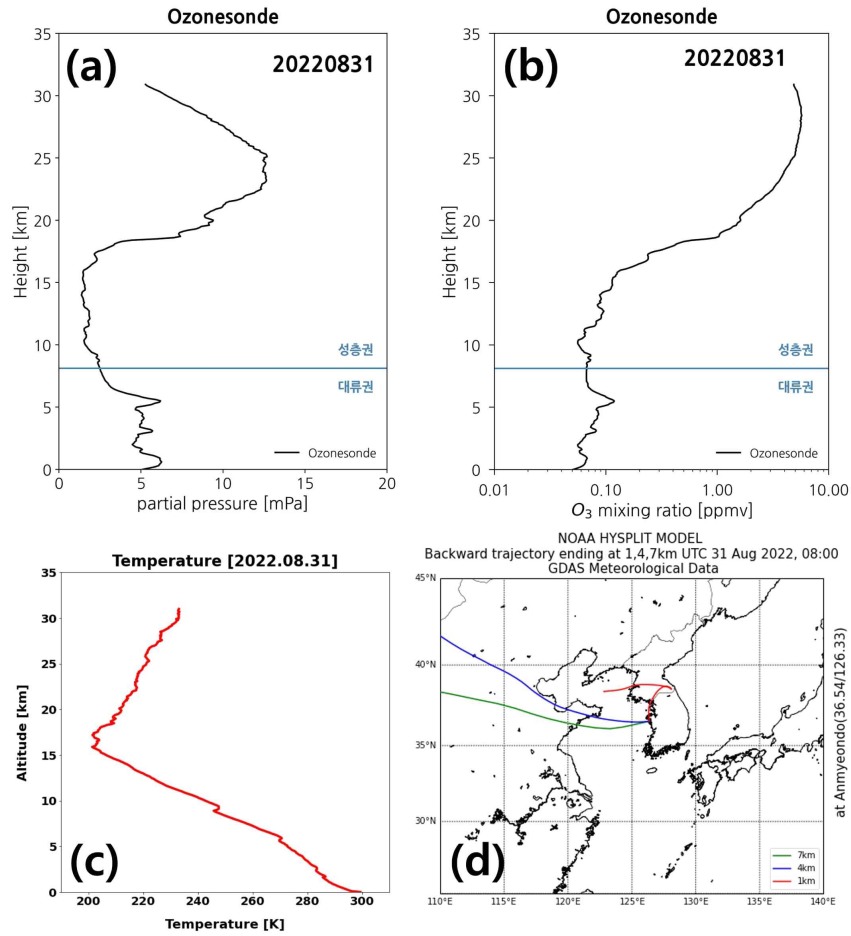 Ozonesonde
(a)
20220831
35
30
25
20
15
10
5
0
Height [km]
성층권
대류권
Ozonesonde
0 5 10 15 20
partial pressure [mPa]
Ozonesonde
(b)
20220831
35
30
25
20
15
10
5
0
Height [km]
성층권
대류권
Ozonesonde
0.01 0.10 1.00 10.00
O3 mixing ratio [ppmv]
Temperature [2022.08.31]
35
30
25
20
15
10
5
0
Altitude [km]
(c)
200 220 240 260 280 300
Temperature [K]
NOAA HYSPLIT MODEL
Backward trajectory ending at 1,4,7km UTC 31 Aug 2022, 08:00
GDAS Meteorological Data
45°N
40°N
35°N
30°N
(d)
7km
4km
1km
110°E 115°E 120°E 125°E 130°E 135°E 140°E
at Anmyeondo(36.54/126.33)